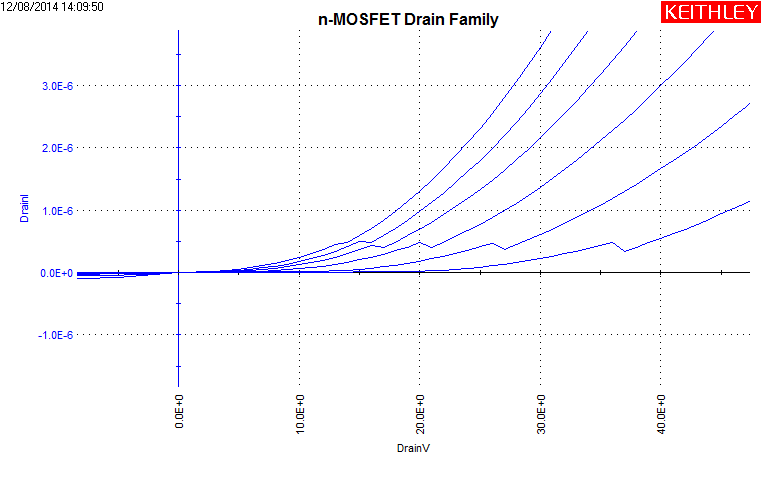 12/08/2014 14:09:50
n-MOSFET Drain Family
KEITHLEY
3.0E-6
2.0E-6
1.0E-6
0.0E+0
-1.0E-6
DrainI
0.0E+0
10.0E+0
20.0E+0
30.0E+0
40.0E+0
DrainV